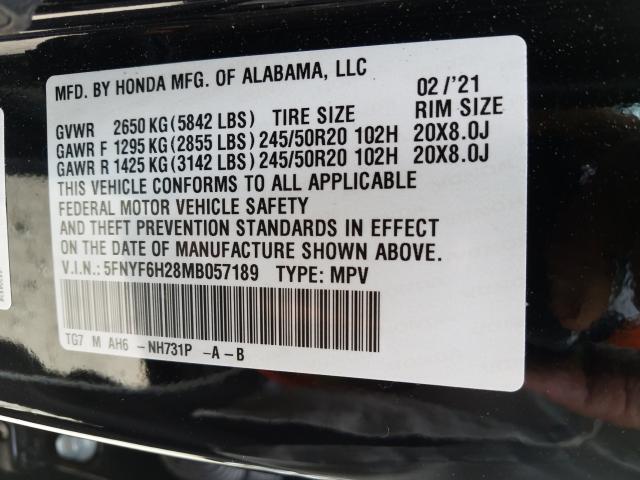 MFD. BY HONDA MFG. OF ALABAMA, LLC 02/'21
GVWR 2650 KG (5842 LBS) TIRE SIZE RIM SIZE
GAWR F 1295 KG (2855 LBS) 245/50R20 102H 20X8.0J
GAWR R 1425 KG (3142 LBS) 245/50R20 102H 20X8.0J
THIS VEHICLE CONFORMS TO ALL APPLICABLE
FEDERAL MOTOR VEHICLE SAFETY
AND THEFT PREVENTION STANDARDS IN EFFECT
ON THE DATE OF MANUFACTURE SHOWN ABOVE.
V.I.N.: 5FNYF6H28MB057189 TYPE: MPV
TG7 M AH6 -NH731P -A-B